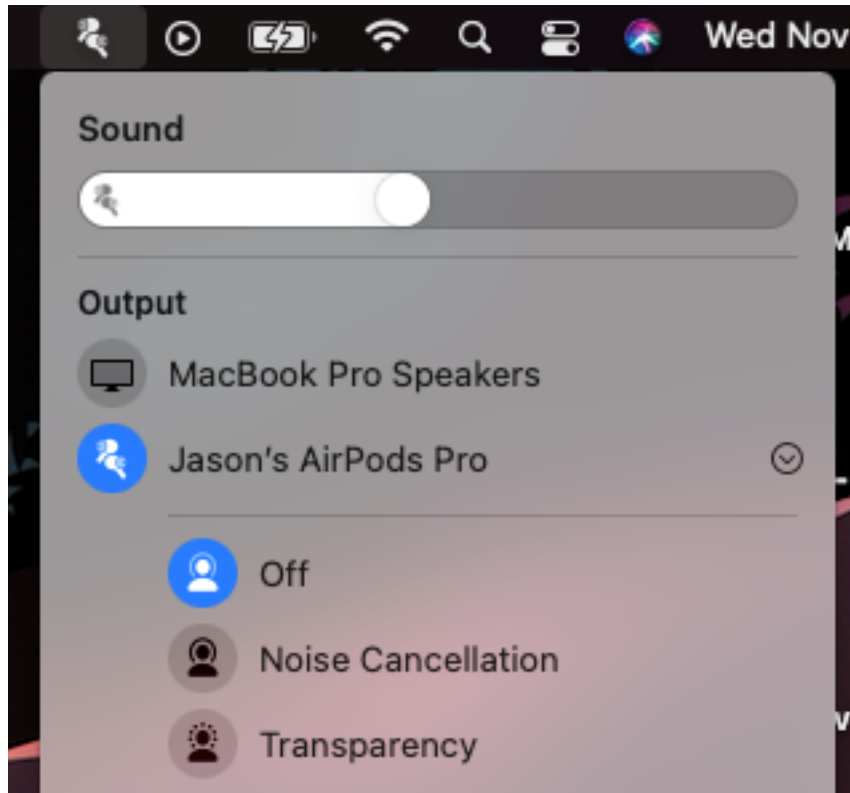 Wed Nov
Sound
Output
MacBook Pro Speakers
Jason's AirPods Pro
Off
Noise Cancellation
Transparency